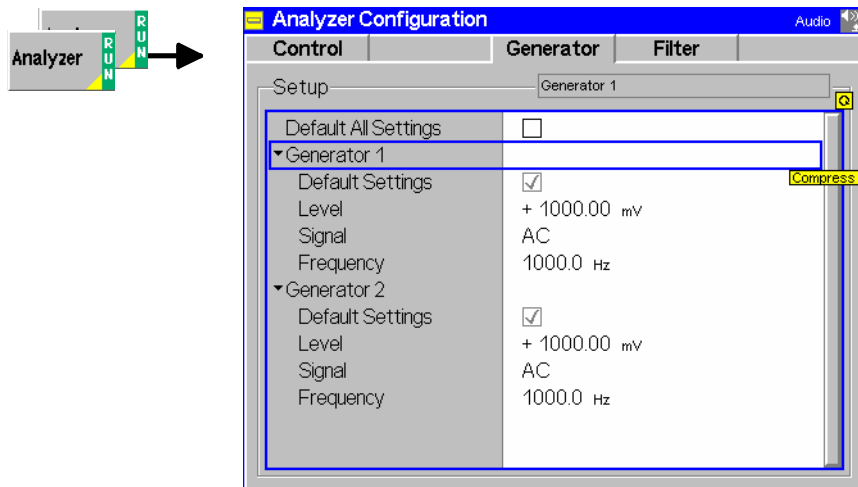 RUN
Analyzer RUN
Analyzer Configuration Audio
Control Generator Filter
Setup Generator 1
Default All Settings
Generator 1
Compress
Default Settings
Level + 1000.00 mV
Signal AC
Frequency 1000.0 Hz
Generator 2
Default Settings
Level + 1000.00 mV
Signal AC
Frequency 1000.0 Hz